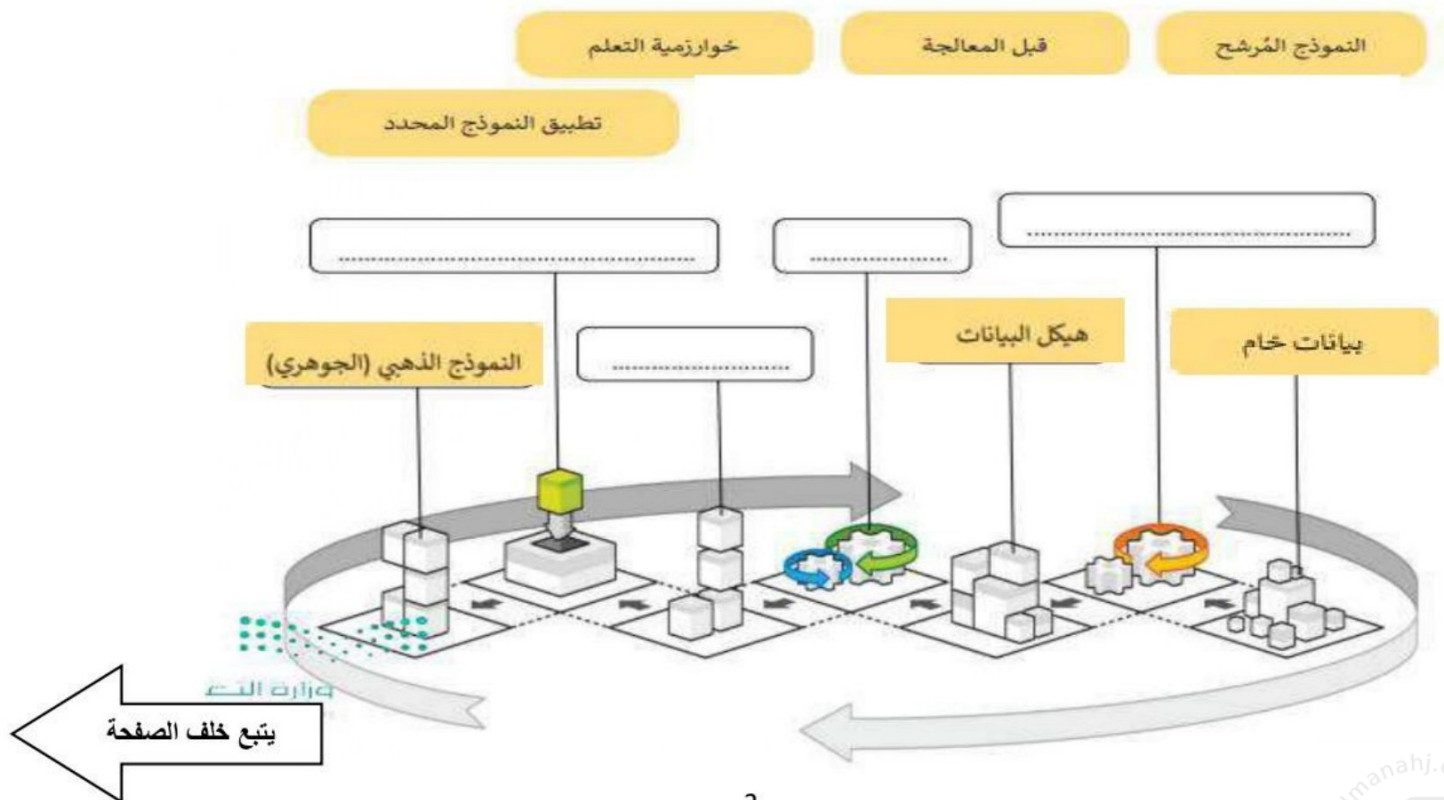 النموذج المُرشح
قبل المعالجة
خوارزمية التعلم
تطبيق النموذج المحدد
بيانات خام
هيكل البيانات
النموذج الذهبي (الجوهري)
يتبع خلف الصفحة